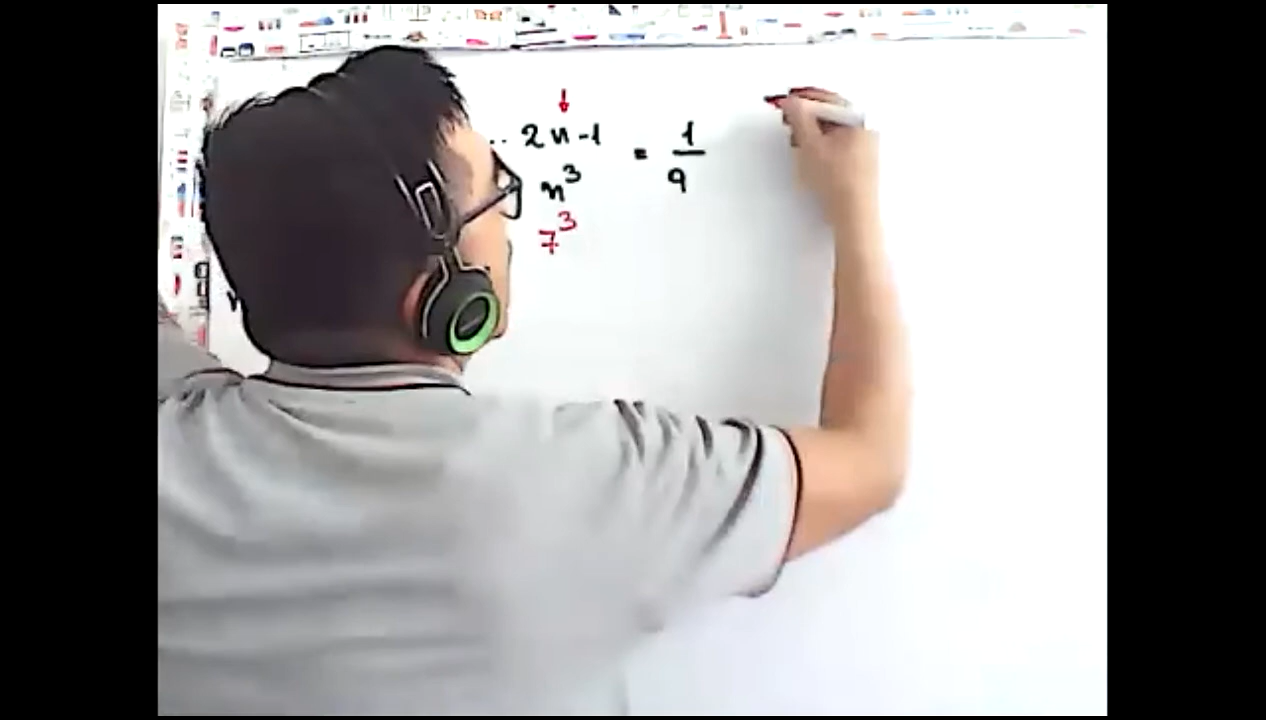 .. 2n-1 = 1/9
n³
7³